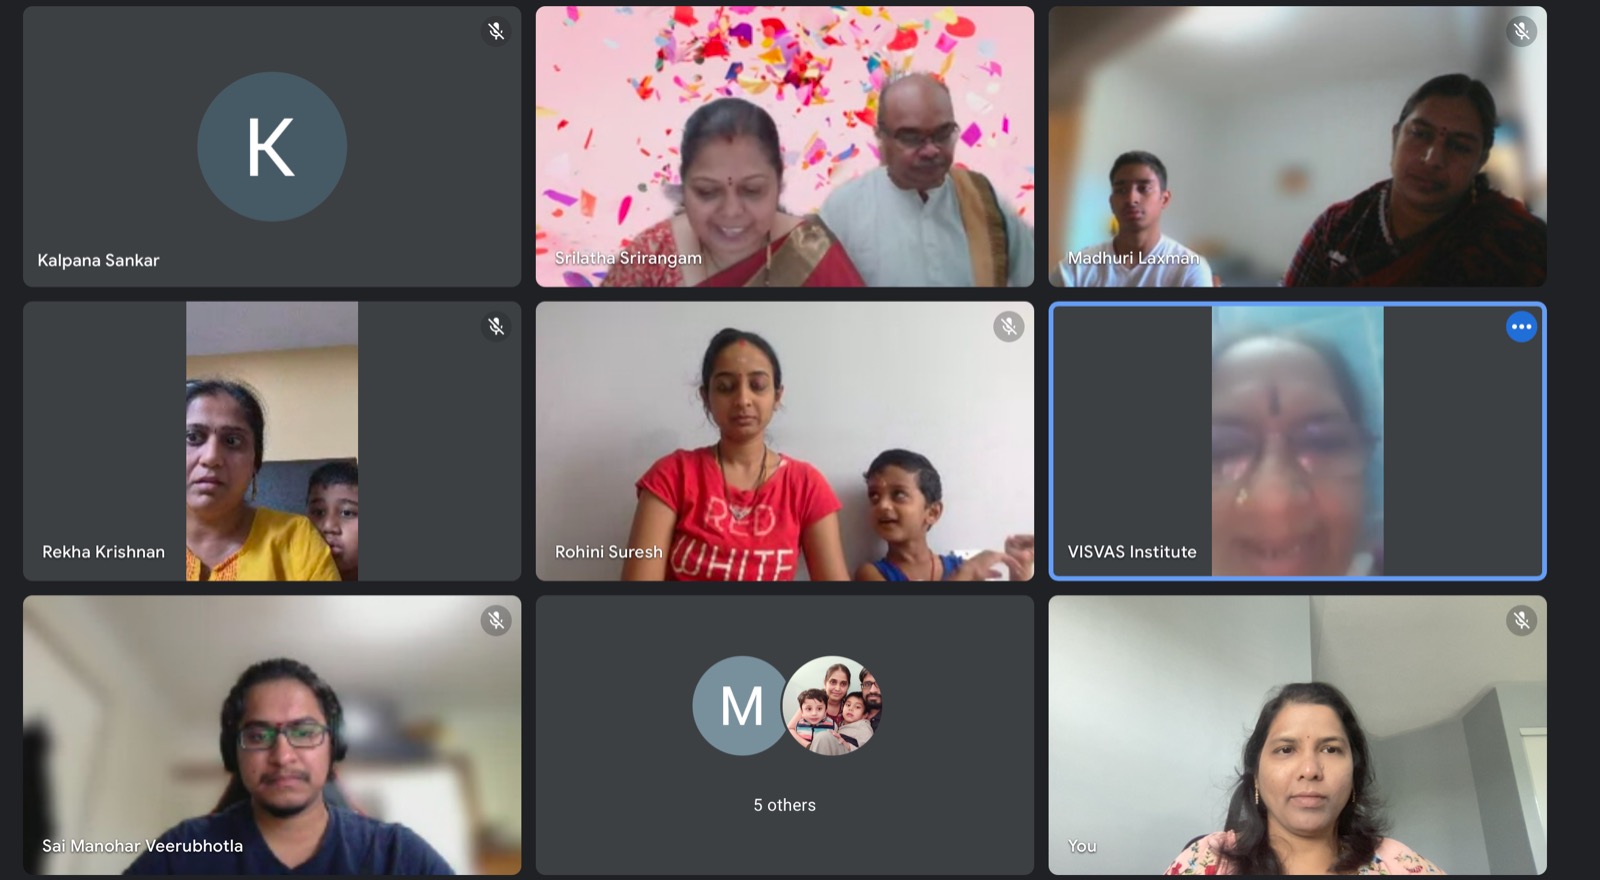 K
Kalpana Sankar
Srilatha Srirangam
Madhuri Laxman
Rekha Krishnan
RED
WHITE
Rohini Suresh
VISVAS Institute
Sai Manohar Veerubhotla
M
5 others
You